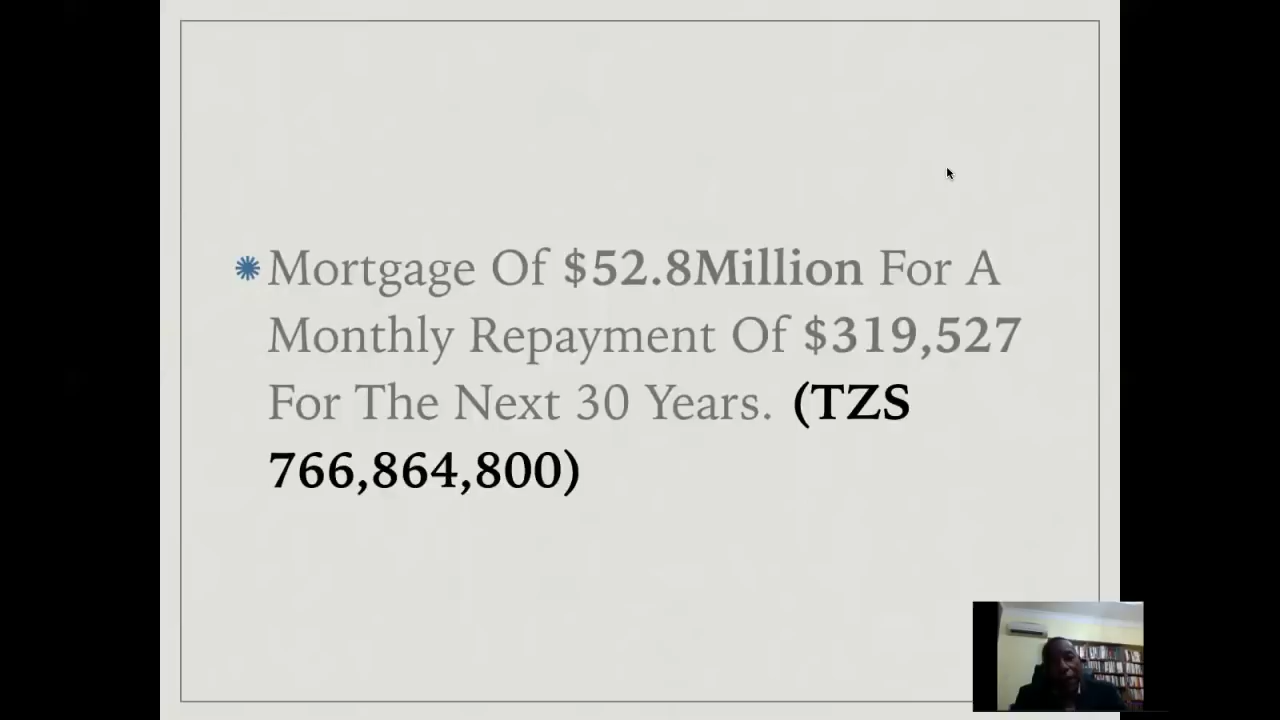 Mortgage Of $52.8Million For A
Monthly Repayment Of $319,527
For The Next 30 Years. (TZS
766,864,800)